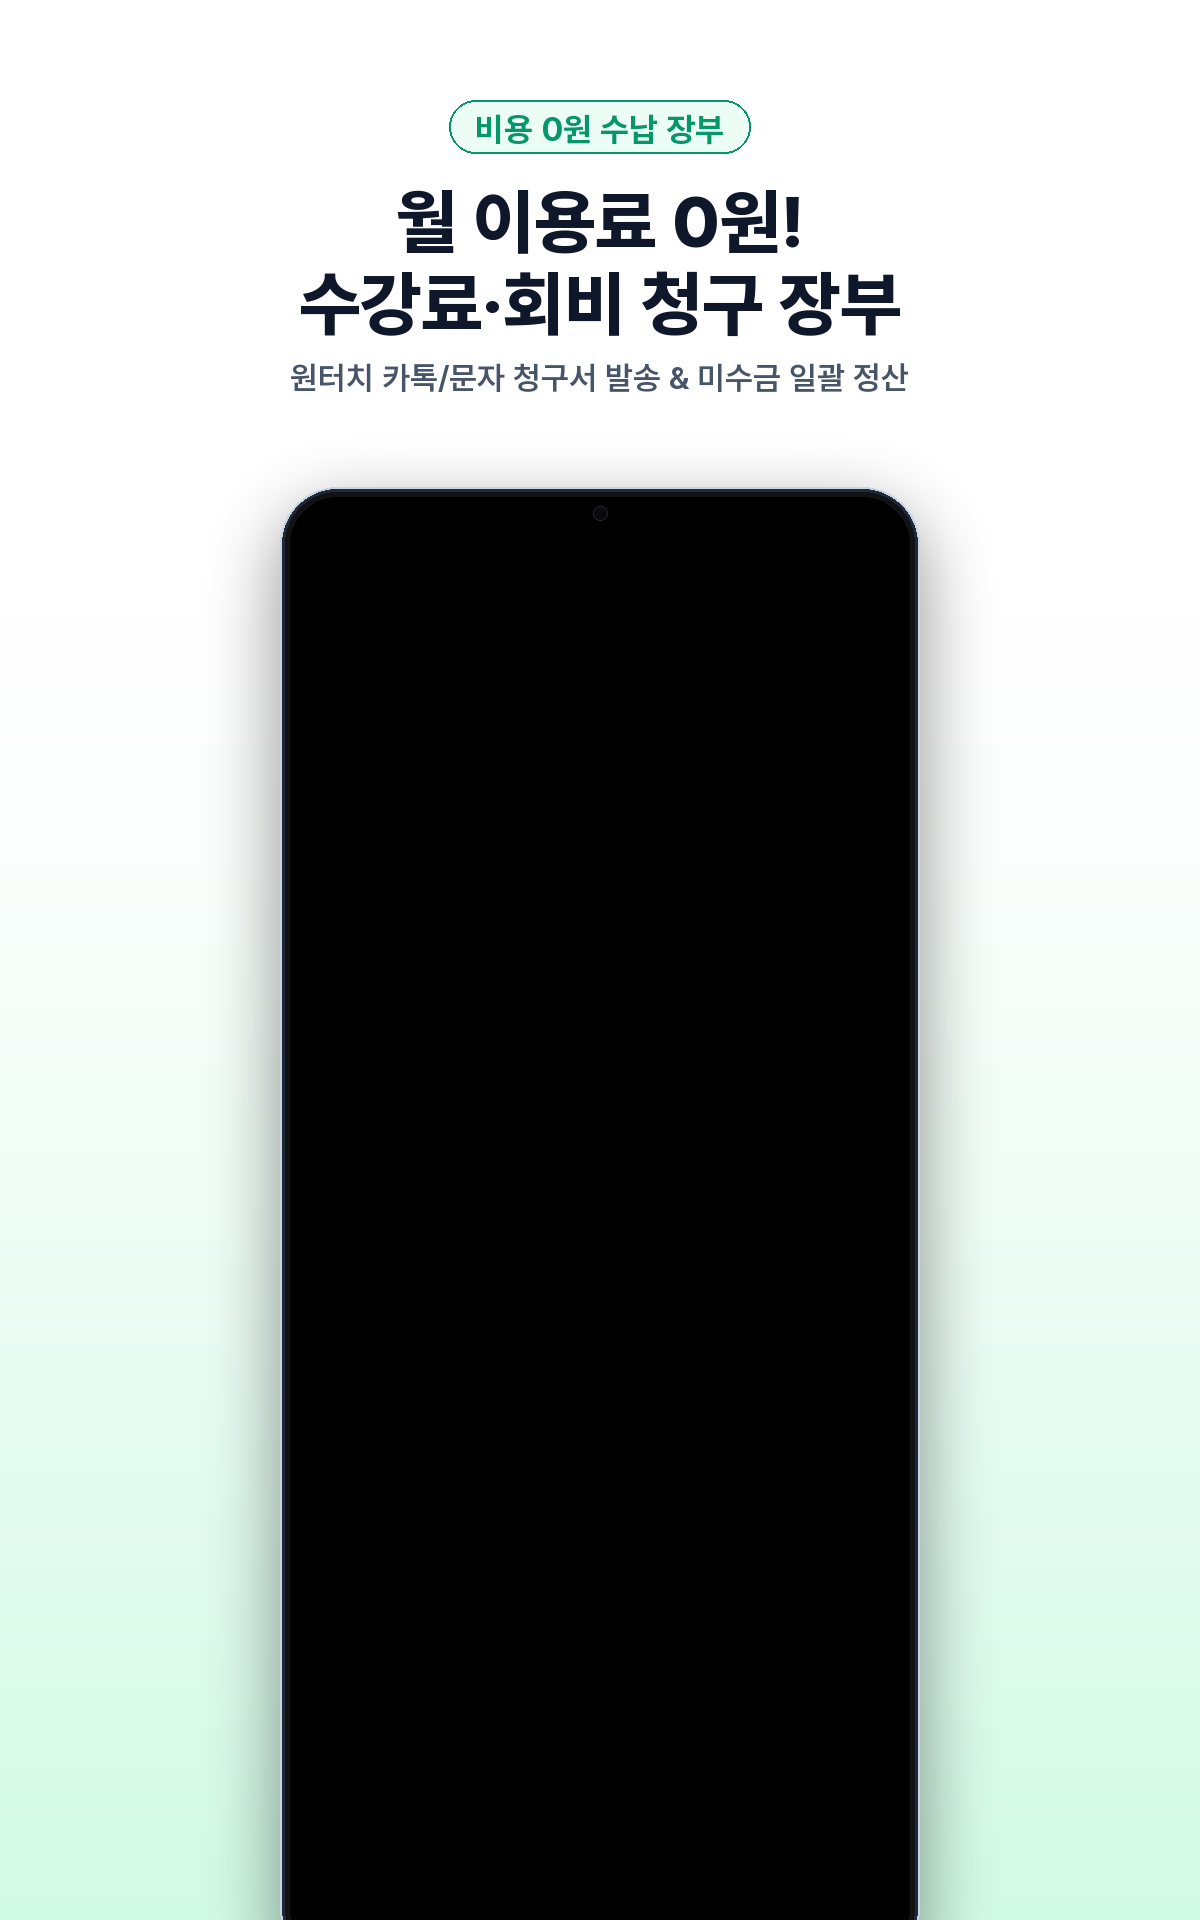 비용 0원 수납 장부
월 이용료 0원!
수강료·회비 청구 장부
원터치 카톡/문자 청구서 발송 & 미수금 일괄 정산